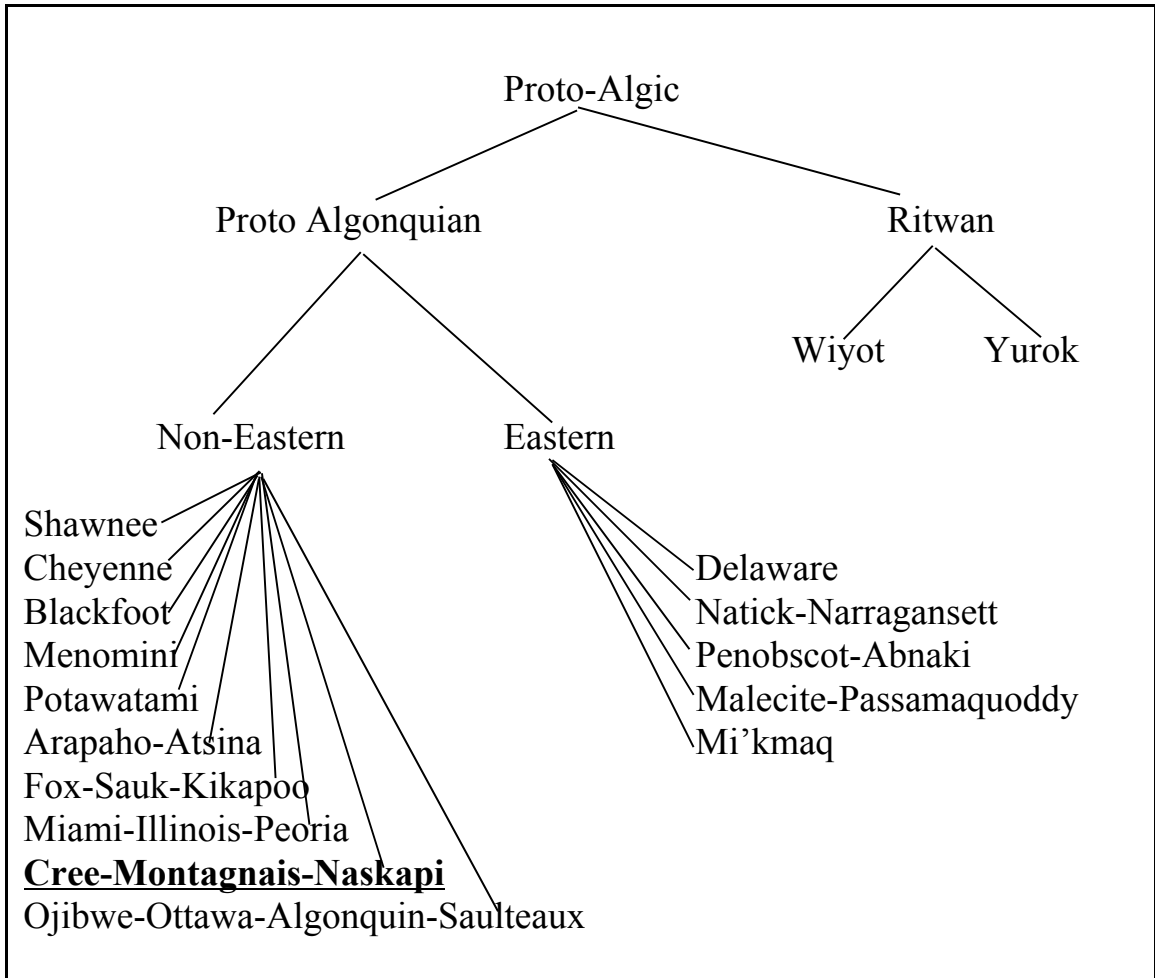 Proto-Algic
Proto Algonquian
Ritwan
Wiyot
Yurok
Non-Eastern
Eastern
Shawnee
Cheyenne
Blackfoot
Menomini
Potawatami
Arapaho-Atsina
Fox-Sauk-Kikapoo
Miami-Illinois-Peoria
Cree-Montagnais-Naskapi
Ojibwe-Ottawa-Algonquin-Saulteaux
Delaware
Natick-Narragansett
Penobscot-Abnaki
Malecite-Passamaquoddy
Mi’kmaq